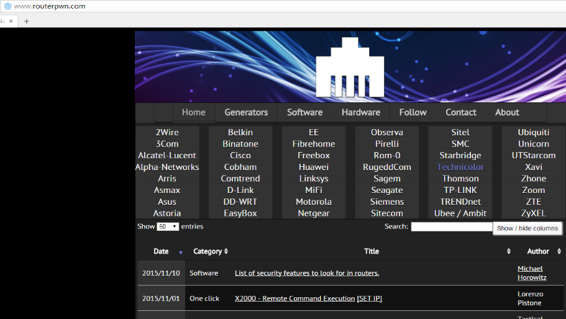 www.routerpwn.com
Home Generators Software Hardware Follow Contact About
2Wire Belkin EE Observa Sitel Ubiquiti
3Com Binatone Fibrehome Pirelli SMC Unicorn
Alcatel-Lucent Cisco Freebox Rom-0 Starbridge UTStarcom
Alpha-Networks Cobham Huawei RugeddCom Technicolor Xavi
Arris Comtrend Linksys Sagem Thomson Zhone
Asmax D-Link MiFi Seagate TP-LINK Zoom
Asus DD-WRT Motorola Siemens TRENDnet ZTE
Astoria EasyBox Netgear Sitecom Ubee / Ambit ZyXEL
Show 50 entries Search: Show / hide columns
Date Category Title Author
2015/11/10 Software List of security features to look for in routers. Michael
Horowitz
2015/11/01 One click X2000 - Remote Command Execution [SET IP] Lorenzo
Pistone